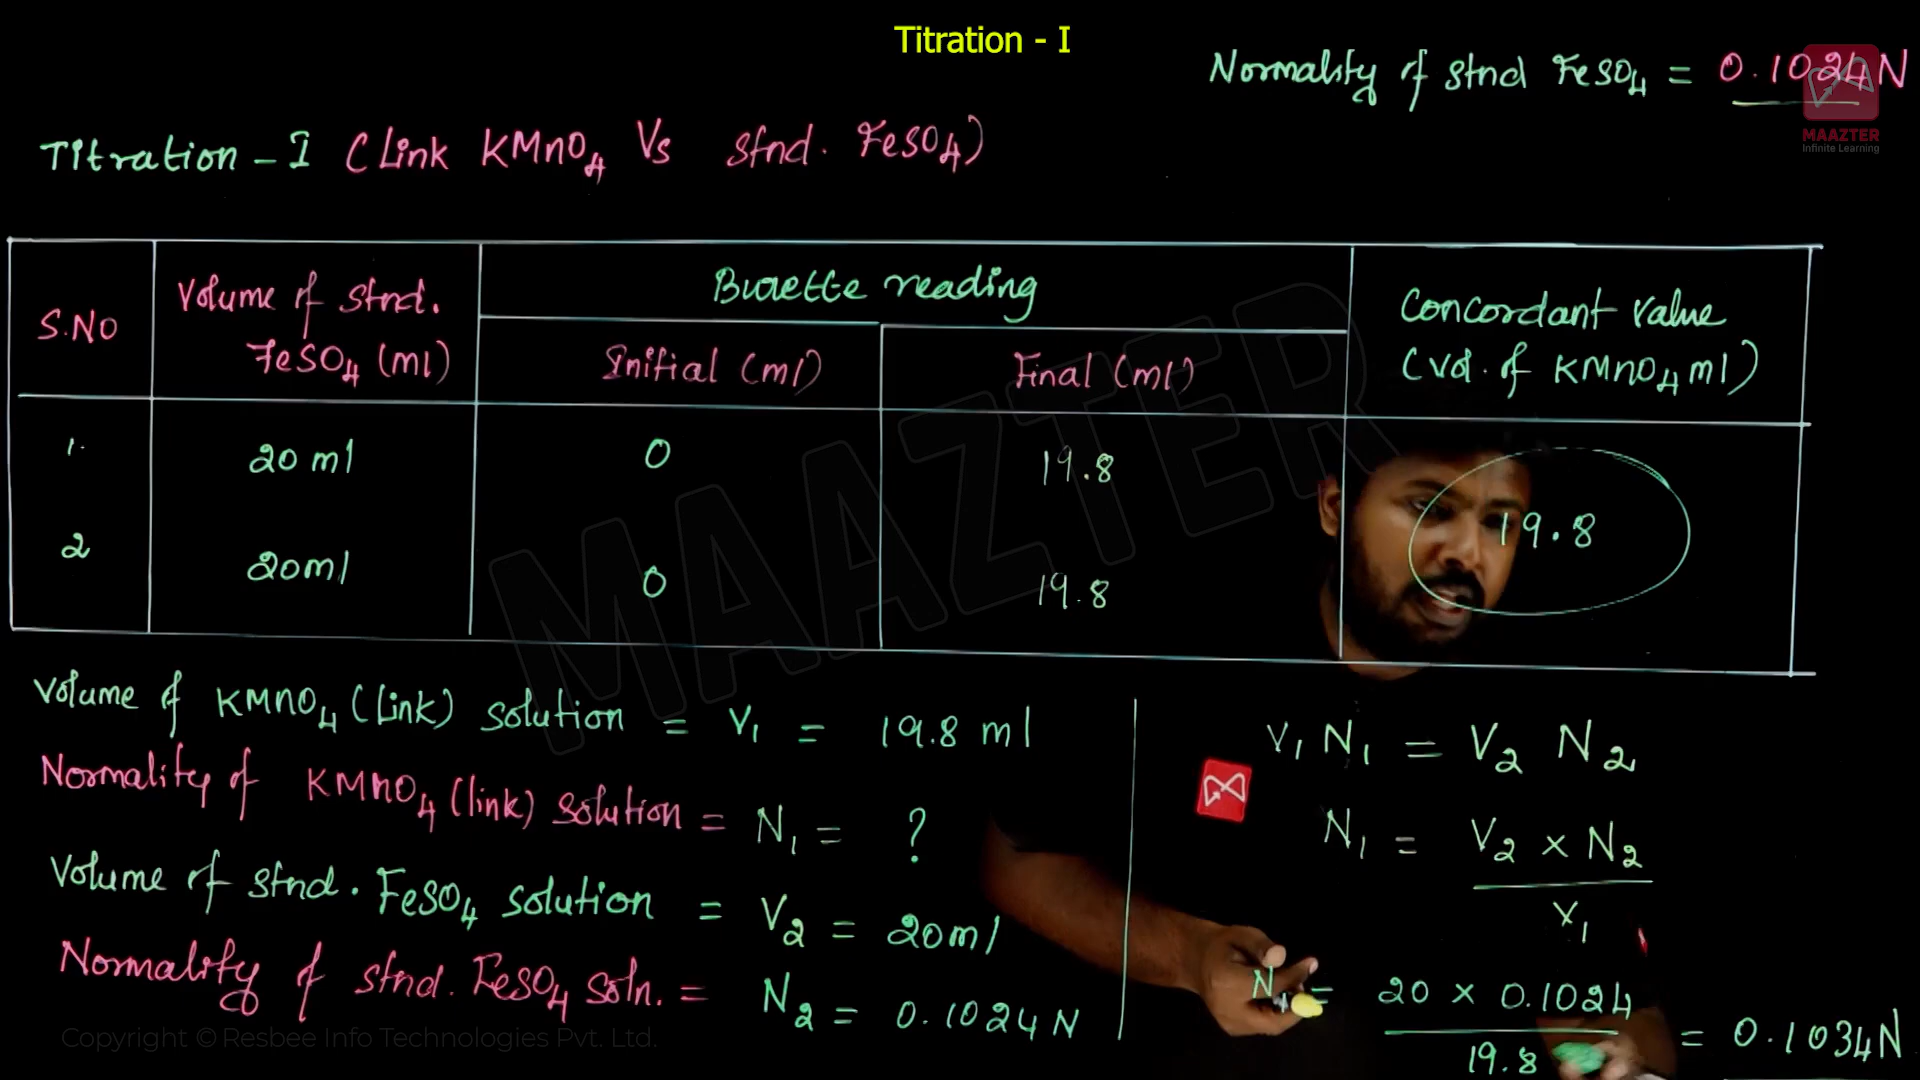 Titration - I
Normality of stnd FeSO4 = 0.1024 N
MAAZTER
Infinite Learning
Titration - I (Link KMnO4 Vs stnd. FeSO4)
S.NO
Volume of stnd. FeSO4 (ml)
Burette reading
Initial (ml)
Final (ml)
Concordant Value
(Vol. of KMnO4 ml)
1. 20 ml 0 19.8
19.8
2 20ml 0 19.8
MAAZTER
Volume of KMnO4 (Link) solution = V1 = 19.8 ml
Normality of KMnO4 (link) solution = N1 = ?
Volume of stnd. FeSO4 solution = V2 = 20ml
Normality of stnd. FeSO4 soln. = N2 = 0.1024 N
V1 N1 = V2 N2
N1 = V2 x N2
V1
N1 = 20 x 0.1024
19.8
= 0.1034N
Copyright © Resbee Info Technologies Pvt. Ltd.